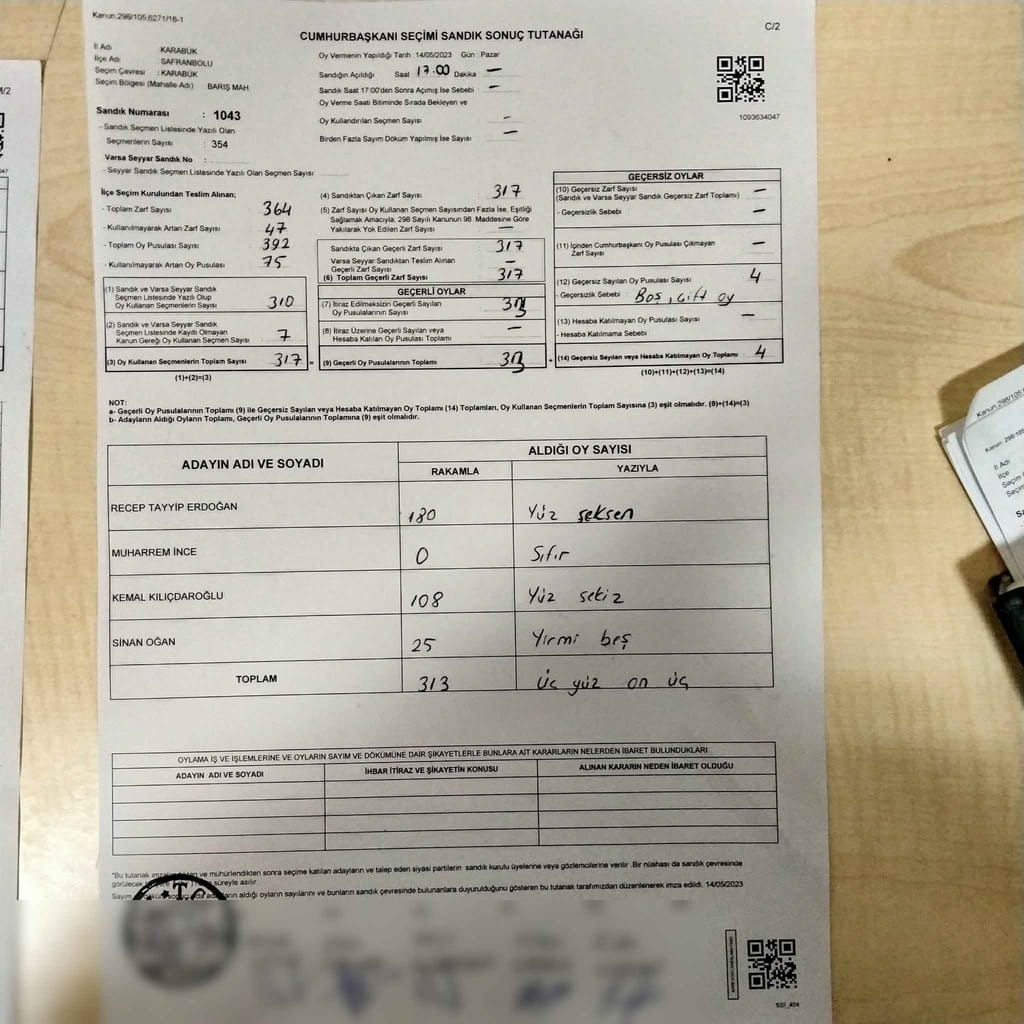 Kanun:298/105,6271/18-1
C/2
CUMHURBAŞKANI SEÇİMİ SANDIK SONUÇ TUTANAĞI
İl Adı KARABÜK
İlçe Adı : SAFRANBOLU
Seçim Çevresi : KARABÜK
Seçim Bölgesi (Mahalle Adı) BARIŞ MAH
Oy Vermenin Yapıldığı Tarih 14/05/2023 Gün : Pazar
Sandığın Açıldığı Saat 17:00 Dakika —
Sandık Saat 17:00'den Sonra Açımış İse Sebebi : —
Oy Verme Saati Bitiminde Sırada Bekleyen ve
Oy Kullandırılan Seçmen Sayısı -
Birden Fazla Sayım Döküm Yapılmış İse Sayısı —
1093634047
Sandık Numarası : 1043
- Sandık Seçmen Listesinde Yazılı Olan
Seçmenlerin Sayısı : 354
Varsa Seyyar Sandık No :
- Seyyar Sandık Seçmen Listesinde Yazılı Olan Seçmen Sayısı:
İlçe Seçim Kurulundan Teslim Alınan;
- Toplam Zarf Sayısı 364
- Kullanılmayarak Artan Zarf Sayısı 47
- Toplam Oy Pusulası Sayısı 392
- Kullanılmayarak Artan Oy Pusulası 75
(1) Sandık ve Varsa Seyyar Sandık
Seçmen Listesinde Yazılı Olup
Oy Kullanan Seçmenlerin Sayısı 310
(2) Sandık ve Varsa Seyyar Sandık
Seçmen Listesinde Kayıtlı Olmayan
Kanun Gereği Oy Kullanan Seçmen Sayısı 7
(3) Oy Kullanan Seçmenlerin Toplam Sayısı 317 =
(1)+(2)=(3)
(4) Sandıktan Çıkan Zarf Sayısı 317
(5) Zarf Sayısı Oy Kullanan Seçmen Sayısından Fazla İse, Eşitliği
Sağlamak Amacıyla; 298 Sayılı Kanunun 98. Maddesine Göre
Yakılarak Yok Edilen Zarf Sayısı —
Sandıkta Çıkan Geçerli Zarf Sayısı 317
Varsa Seyyar Sandıktan Teslim Alınan
Geçerli Zarf Sayısı —
(6) Toplam Geçerli Zarf Sayısı 317
GEÇERLİ OYLAR
(7) İtiraz Edilmeksizin Geçerli Sayılan
Oy Pusulalarının Sayısı 313
(8) İtiraz Üzerine Geçerli Sayılan veya
Hesaba Katılan Oy Pusulası Toplamı —
(9) Geçerli Oy Pusulalarının Toplamı 313 +
GEÇERSİZ OYLAR
(10) Geçersiz Zarf Sayısı —
(Sandık ve Varsa Seyyar Sandık Geçersiz Zarf Toplamı)
- Geçersizlik Sebebi —
(11) İçinden Cumhurbaşkanı Oy Pusulası Çıkmayan
Zarf Sayısı —
(12) Geçersiz Sayılan Oy Pusulası Sayısı 4
- Geçersizlik Sebebi Boş, çift oy
(13) Hesaba Katılmayan Oy Pusulası Sayısı —
- Hesaba Katılmama Sebebi
(14) Geçersiz Sayılan veya Hesaba Katılmayan Oy Toplamı 4
(10)+(11)+(12)+(13)=(14)
NOT:
a- Geçerli Oy Pusulalarının Toplamı (9) ile Geçersiz Sayılan veya Hesaba Katılmayan Oy Toplamı (14) Toplamları, Oy Kullanan Seçmenlerin Toplam Sayısına (3) eşit olmalıdır. (9)+(14)=(3)
b- Adayların Aldığı Oyların Toplamı, Geçerli Oy Pusulalarının Toplamına (9) eşit olmalıdır.
ADAYIN ADI VE SOYADI
ALDIĞI OY SAYISI
RAKAMLA YAZIYLA
RECEP TAYYİP ERDOĞAN 180 Yüz seksen
MUHARREM İNCE 0 Sıfır
KEMAL KILIÇDAROĞLU 108 Yüz sekiz
SİNAN OĞAN 25 Yirmi beş
TOPLAM 313 Üç yüz on üç
OYLAMA İŞ VE İŞLEMLERİNE VE OYLARIN SAYIM VE DÖKÜMÜNE DAİR ŞİKAYETLERLE BUNLARA AİT KARARLARIN NELERDEN İBARET BULUNDUKLARI
ADAYIN ADI VE SOYADI İHBAR İTİRAZ VE ŞİKAYETİN KONUSU ALINAN KARARIN NEDEN İBARET OLDUĞU
"Bu tutanak ve mühürlendikten sonra seçime katılan adayların ve talep eden siyasi partilerin sandık kurulu üyelerine veya gözlemcilerine verilir. Bir nüshası da sandık çevresinde
görülecek süreyle asılır.
Sayım aldığı oyların sayılarını ve bunların sandık çevresinde bulunanlara duyurulduğunu gösteren bu tutanak tarafımızdan düzenlenerek imza edildi. 14/05/2023